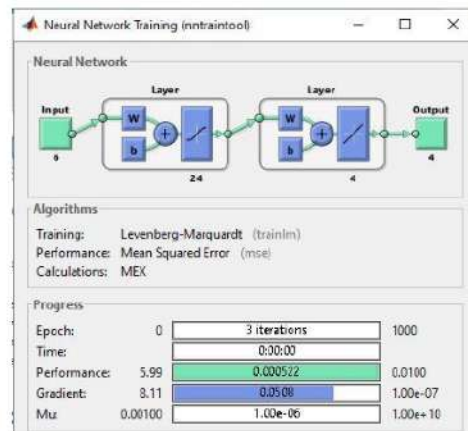 Neural Network Training (nntraintool)
Neural Network
Layer Layer
Input Output
W W
b b
24 4
4
Algorithms
Training: Levenberg-Marquardt (trainlm)
Performance: Mean Squared Error (mse)
Calculations: MEX
Progress
Epoch: 0 3 iterations 1000
Time: 0:00:00
Performance: 5.99 0.000522 0.0100
Gradient: 8.11 0.0508 1.00e-07
Mu: 0.00100 1.00e-06 1.00e+10